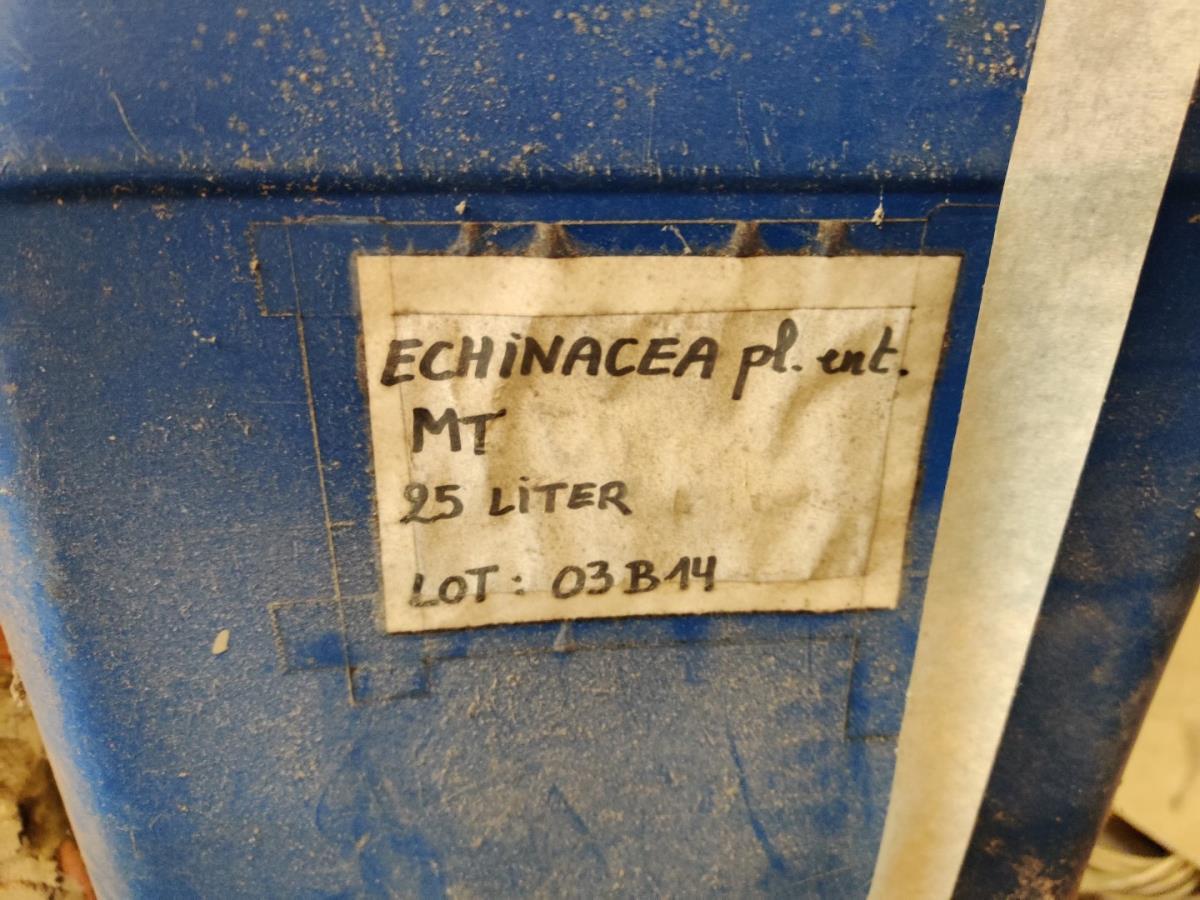 ECHiNACEA pl. ent.
MT
25 LiTER
LOT: 03B14